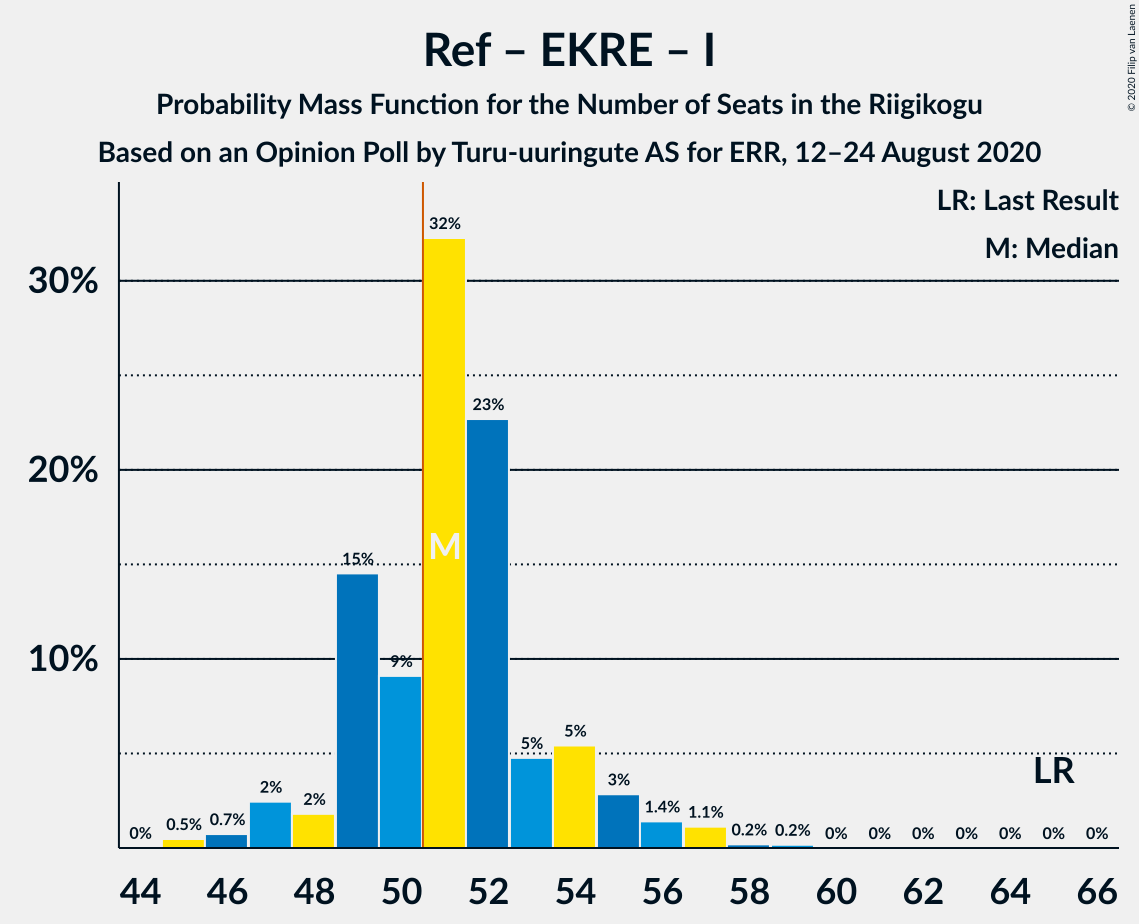 Ref – EKRE – I
Probability Mass Function for the Number of Seats in the Riigikogu
Based on an Opinion Poll by Turu-uuringute AS for ERR, 12–24 August 2020
© 2020 Filip van Laenen
LR: Last Result
M: Median
30%
20%
10%
0%
0.5%
0.7%
2%
2%
15%
9%
32%
23%
5%
5%
3%
1.4%
1.1%
0.2%
0.2%
0%
0%
0%
0%
0%
0%
0%
M
LR
44 46 48 50 52 54 56 58 60 62 64 66